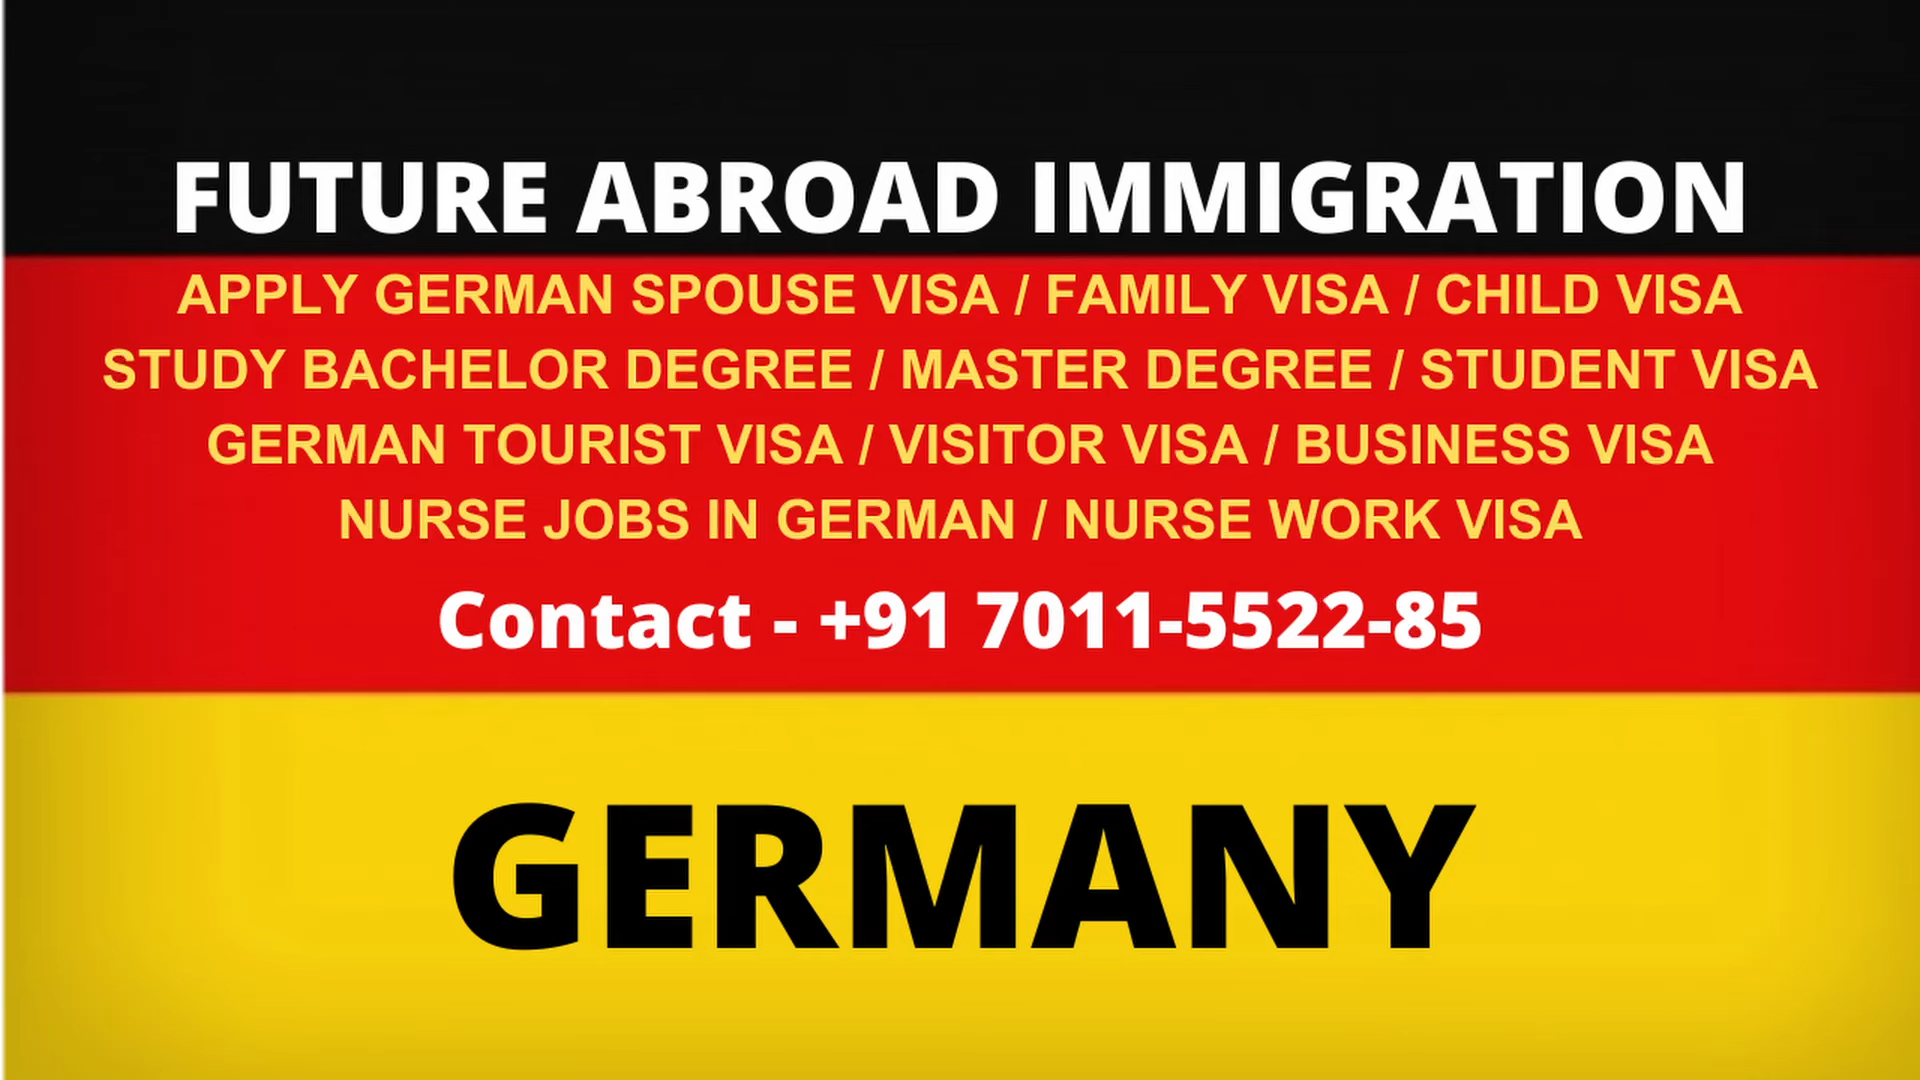 FUTURE ABROAD IMMIGRATION
APPLY GERMAN SPOUSE VISA / FAMILY VISA / CHILD VISA
STUDY BACHELOR DEGREE / MASTER DEGREE / STUDENT VISA
GERMAN TOURIST VISA / VISITOR VISA / BUSINESS VISA
NURSE JOBS IN GERMAN / NURSE WORK VISA
Contact - +91 7011-5522-85
GERMANY